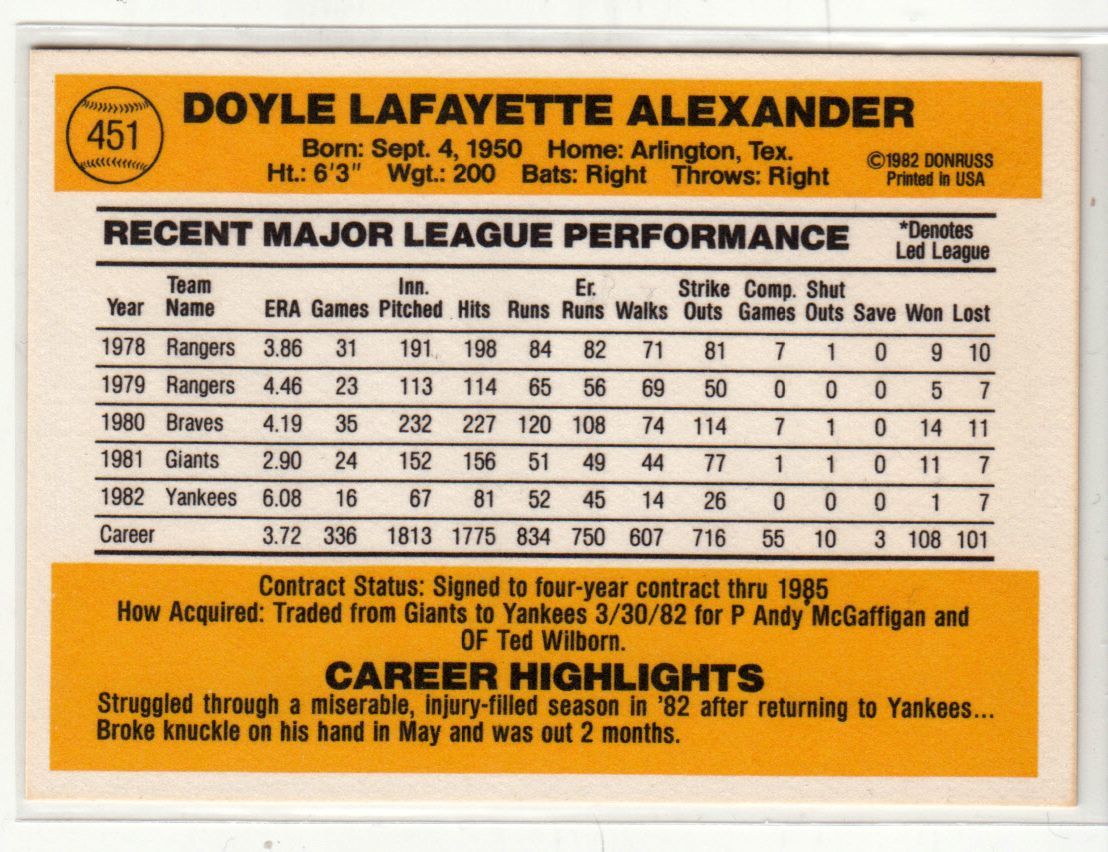 451
DOYLE LAFAYETTE ALEXANDER
Born: Sept. 4, 1950 Home: Arlington, Tex.
Ht.: 6'3" Wgt.: 200 Bats: Right Throws: Right
©1982 DONRUSS
Printed in USA
RECENT MAJOR LEAGUE PERFORMANCE
*Denotes
Led League
Team Inn. Er. Strike Comp. Shut
Year Name ERA Games Pitched Hits Runs Runs Walks Outs Games Outs Save Won Lost
1978 Rangers 3.86 31 191 198 84 82 71 81 7 1 0 9 10
1979 Rangers 4.46 23 113 114 65 56 69 50 0 0 0 5 7
1980 Braves 4.19 35 232 227 120 108 74 114 7 1 0 14 11
1981 Giants 2.90 24 152 156 51 49 44 77 1 1 0 11 7
1982 Yankees 6.08 16 67 81 52 45 14 26 0 0 0 1 7
Career 3.72 336 1813 1775 834 750 607 716 55 10 3 108 101
Contract Status: Signed to four-year contract thru 1985
How Acquired: Traded from Giants to Yankees 3/30/82 for P Andy McGaffigan and
OF Ted Wilborn.
CAREER HIGHLIGHTS
Struggled through a miserable, injury-filled season in '82 after returning to Yankees...
Broke knuckle on his hand in May and was out 2 months.